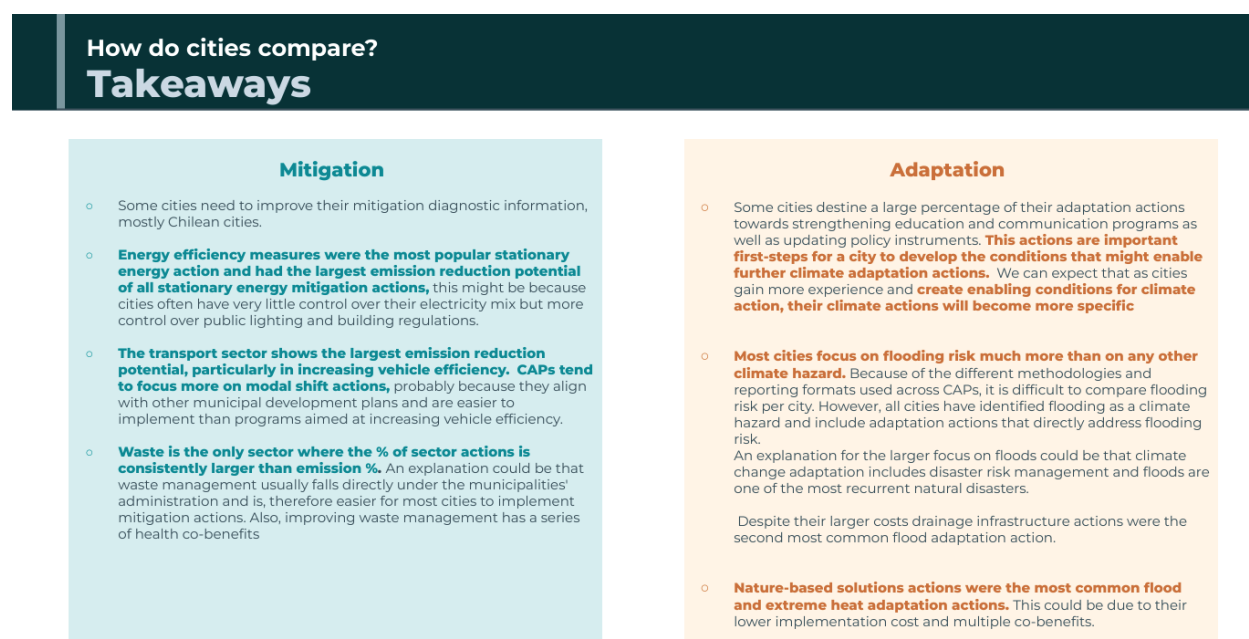 How do cities compare?
Takeaways
Mitigation
○ Some cities need to improve their mitigation diagnostic information,
mostly Chilean cities.
○ Energy efficiency measures were the most popular stationary
energy action and had the largest emission reduction potential
of all stationary energy mitigation actions, this might be because
cities often have very little control over their electricity mix but more
control over public lighting and building regulations.
○ The transport sector shows the largest emission reduction
potential, particularly in increasing vehicle efficiency. CAPs tend
to focus more on modal shift actions, probably because they align
with other municipal development plans and are easier to
implement than programs aimed at increasing vehicle efficiency.
○ Waste is the only sector where the % of sector actions is
consistently larger than emission %. An explanation could be that
waste management usually falls directly under the municipalities'
administration and is, therefore easier for most cities to implement
mitigation actions. Also, improving waste management has a series
of health co-benefits
Adaptation
○ Some cities destine a large percentage of their adaptation actions
towards strengthening education and communication programs as
well as updating policy instruments. This actions are important
first-steps for a city to develop the conditions that might enable
further climate adaptation actions. We can expect that as cities
gain more experience and create enabling conditions for climate
action, their climate actions will become more specific
○ Most cities focus on flooding risk much more than on any other
climate hazard. Because of the different methodologies and
reporting formats used across CAPs, it is difficult to compare flooding
risk per city. However, all cities have identified flooding as a climate
hazard and include adaptation actions that directly address flooding
risk.
An explanation for the larger focus on floods could be that climate
change adaptation includes disaster risk management and floods are
one of the most recurrent natural disasters.
Despite their larger costs drainage infrastructure actions were the
second most common flood adaptation action.
○ Nature-based solutions actions were the most common flood
and extreme heat adaptation actions. This could be due to their
lower implementation cost and multiple co-benefits.